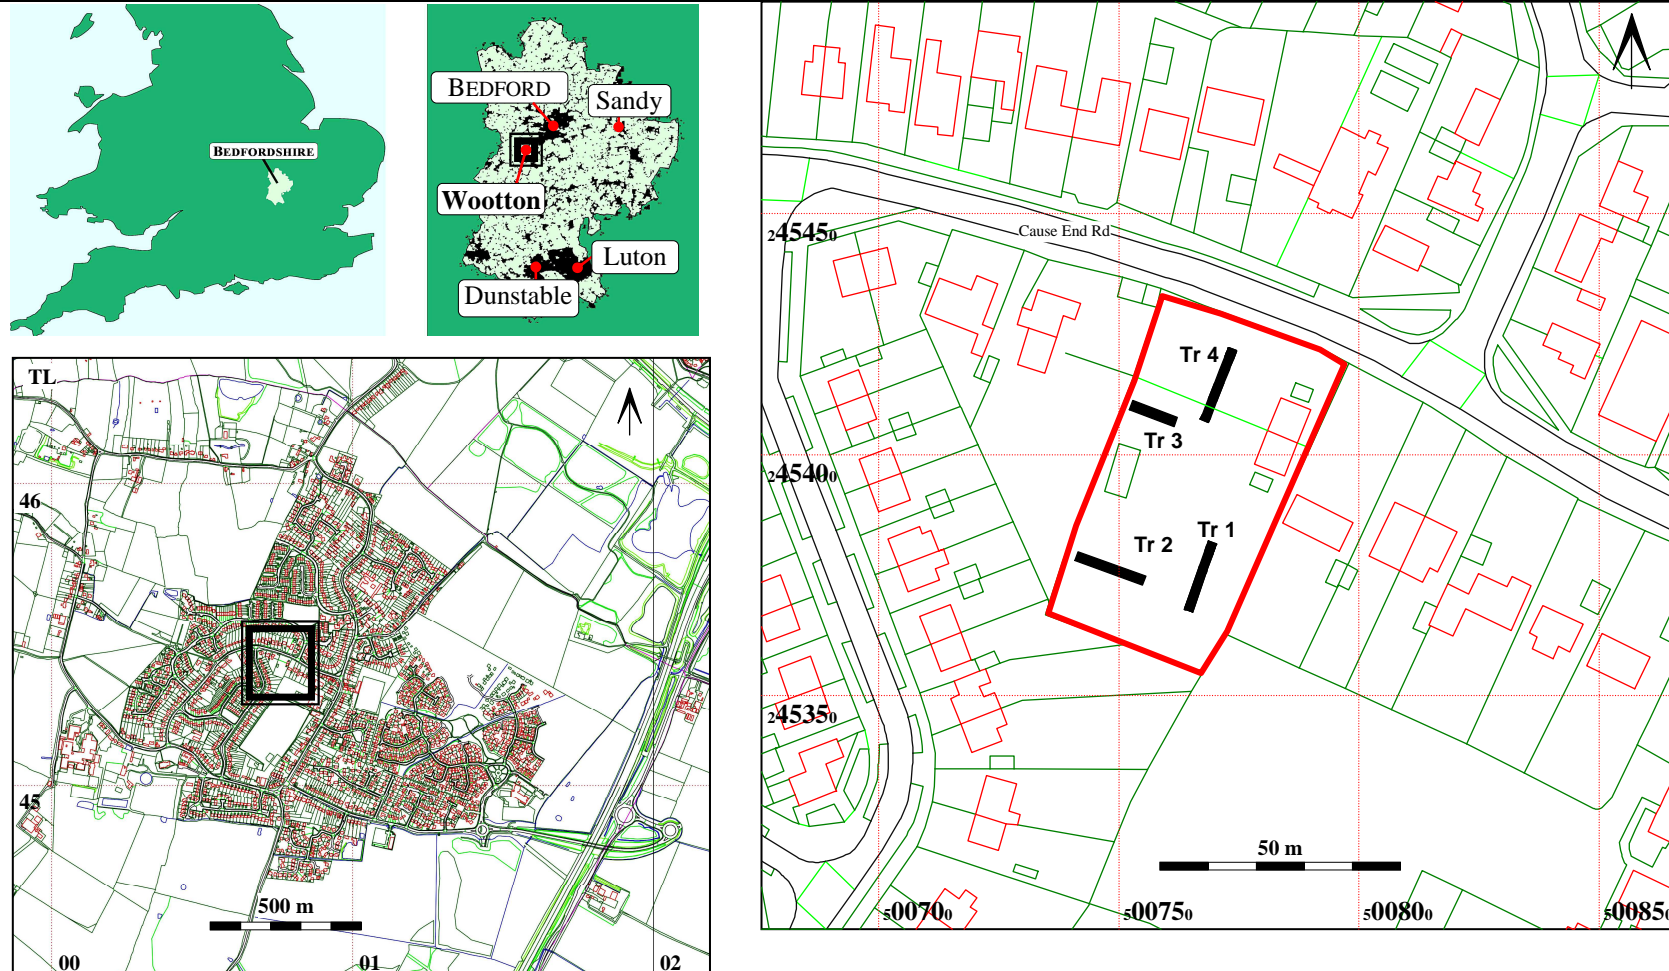 BEDFORDSHIRE
BEDFORD
Sandy
Wootton
Luton
Dunstable
TL
46
45
500 m
00
01
02
Cause End Rd
245450
245400
245350
Tr 4
Tr 3
Tr 2
Tr 1
50 m
500700
500750
500800
500850